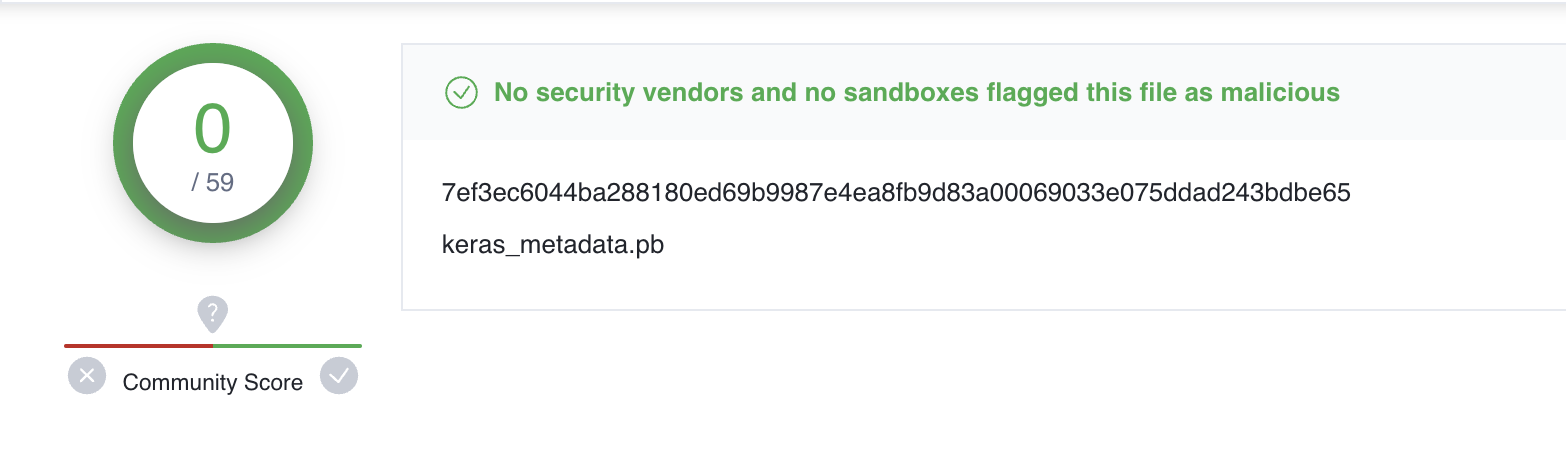 0
/ 59
?
Community Score
No security vendors and no sandboxes flagged this file as malicious
7ef3ec6044ba288180ed69b9987e4ea8fb9d83a00069033e075ddad243bdbe65
keras_metadata.pb